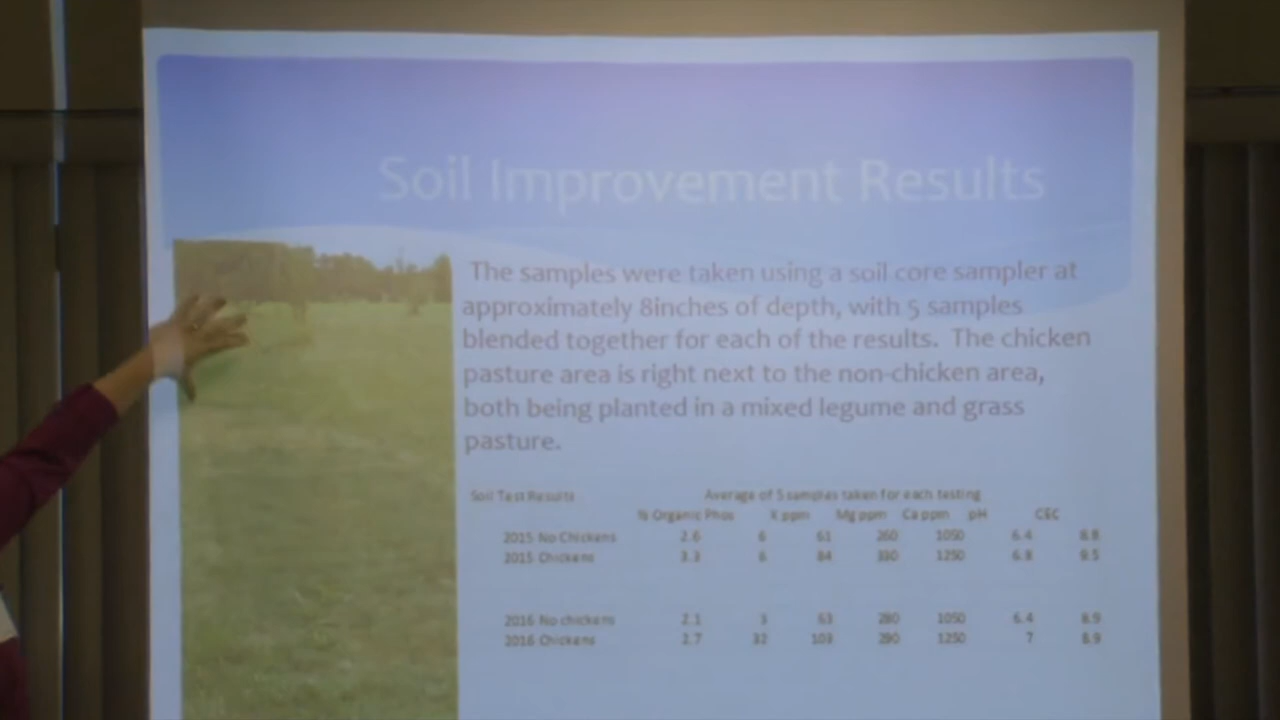 Soil Improvement Results
The samples were taken using a soil core sampler at
approximately 8inches of depth, with 5 samples
blended together for each of the results. The chicken
pasture area is right next to the non-chicken area,
both being planted in a mixed legume and grass
pasture.
Soil Test Results Average of 5 samples taken for each testing
% Organic Phos K ppm Mg ppm Ca ppm pH CEC
2015 No Chickens 2.6 6 61 260 1050 6.4 8.8
2015 Chickens 3.3 6 84 330 1250 6.8 9.5
2016 No chickens 2.1 3 63 280 1050 6.4 8.9
2016 Chickens 2.7 32 290 1250 7 8.9